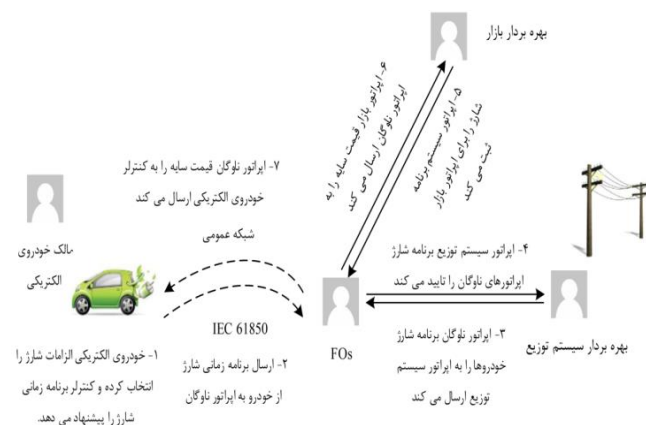 بهره بردار بازار
۶- اپراتور بازار قیمت سایه را به
اپراتور ناوگان ارسال می کند
۵- اپراتور سیستم برنامه
شارژ را برای اپراتور بازار
ثبت می کند
۷- اپراتور ناوگان قیمت سایه را به کنترلر
خودروی الکتریکی ارسال می کند
شبکه عمومی
مالک خودروی
الکتریکی
۴- اپراتور سیستم توزیع برنامه شارژ
اپراتورهای ناوگان را تایید می کند
IEC 61850
FOs
بهره بردار سیستم توزیع
۱- خودروی الکتریکی الزامات شارژ را
انتخاب کرده و کنترلر برنامه زمانی
شارژ را پیشنهاد می دهد.
۲- ارسال برنامه زمانی شارژ
از خودرو به اپراتور ناوگان
۳- اپراتور ناوگان برنامه شارژ
خودروها را به اپراتور سیستم
توزیع ارسال می کند